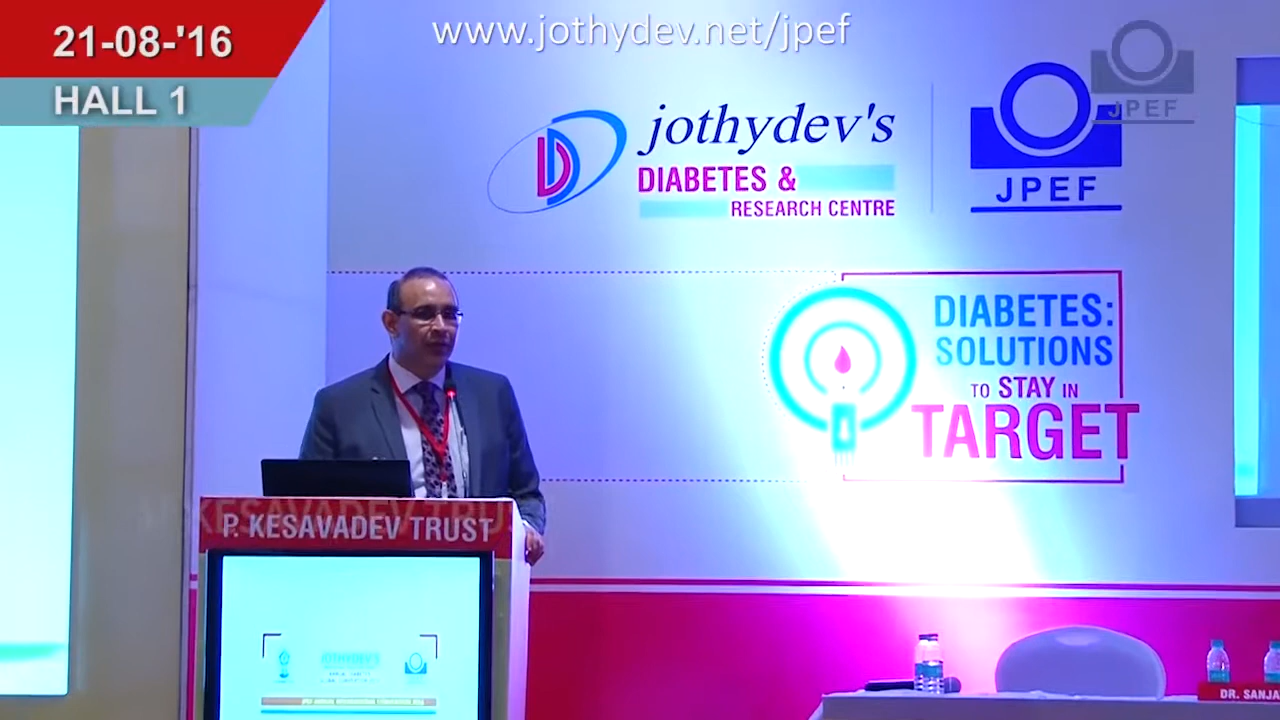 21-08-'16
HALL 1
www.jothydev.net/jpef
JPEF
jothydev's
DIABETES &
RESEARCH CENTRE
JPEF
DIABETES:
SOLUTIONS
TO STAY IN
TARGET
P. KESAVADEV TRUST
JOTHYDEV'S
DR. SANJA